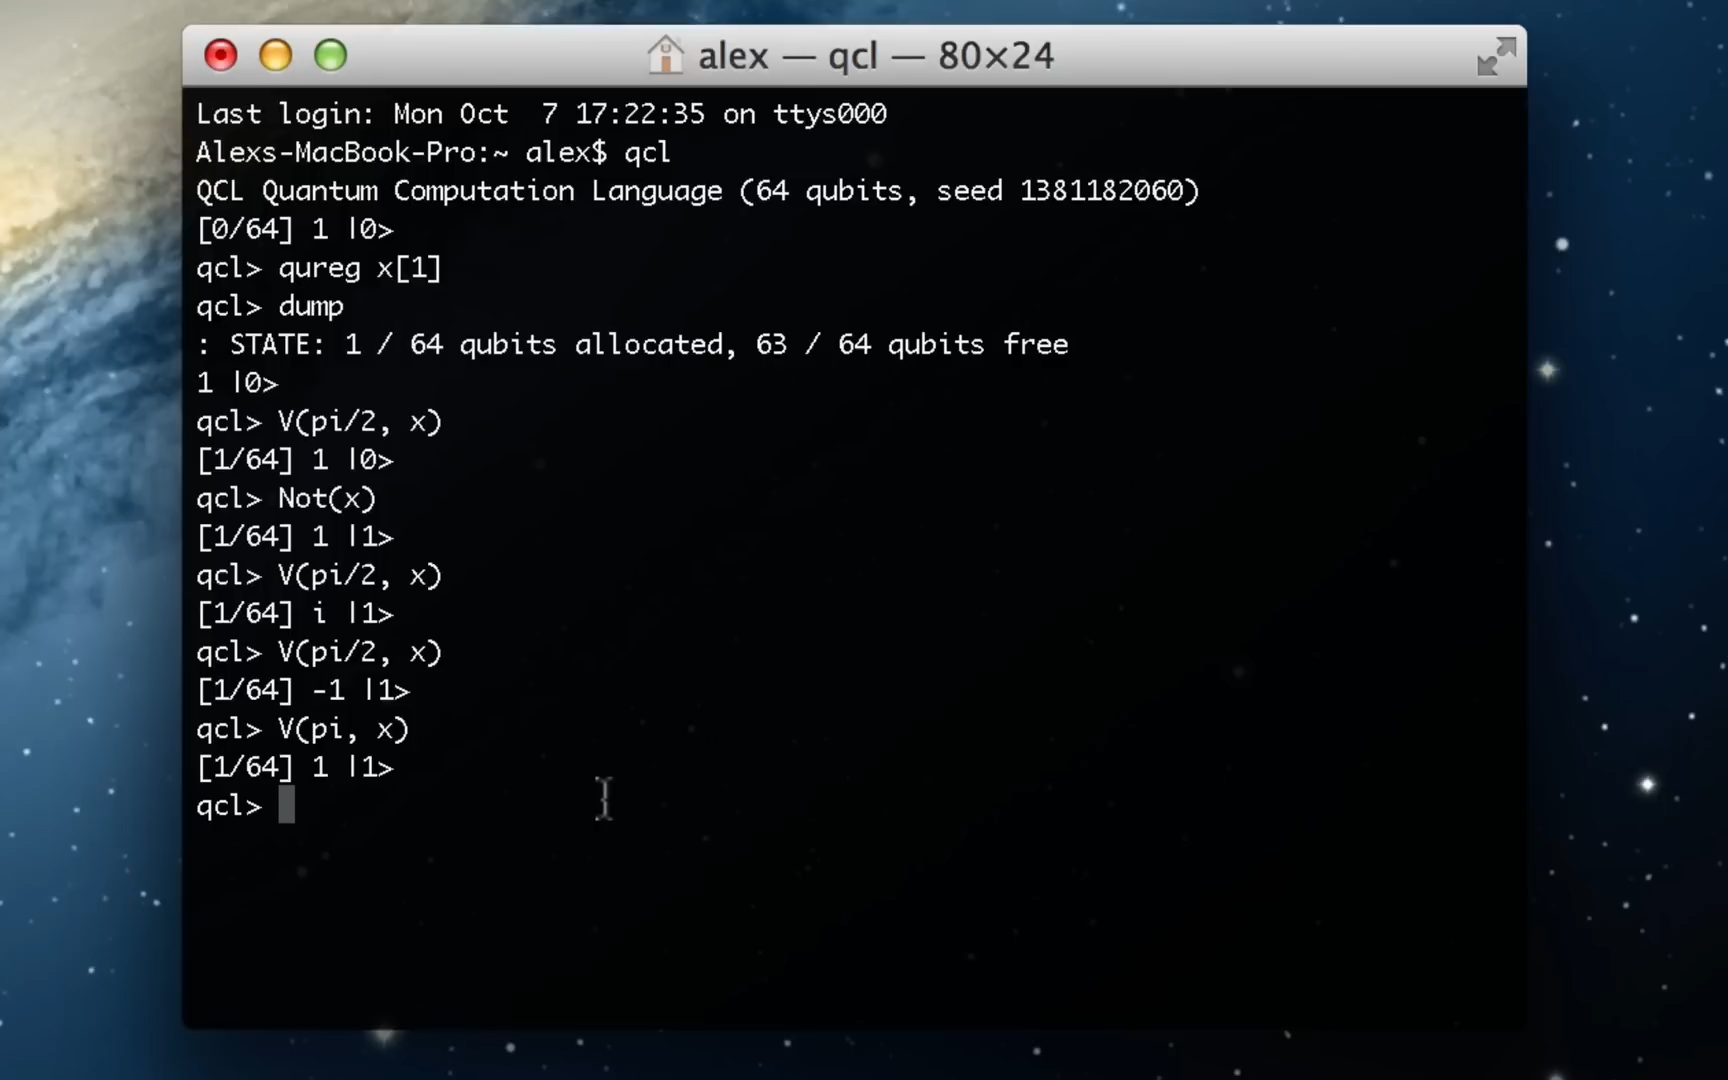 alex — qcl — 80×24
Last login: Mon Oct  7 17:22:35 on ttys000
Alexs-MacBook-Pro:~ alex$ qcl
QCL Quantum Computation Language (64 qubits, seed 1381182060)
[0/64] 1 |0>
qcl> qureg x[1]
qcl> dump
: STATE: 1 / 64 qubits allocated, 63 / 64 qubits free
1 |0>
qcl> V(pi/2, x)
[1/64] 1 |0>
qcl> Not(x)
[1/64] 1 |1>
qcl> V(pi/2, x)
[1/64] i |1>
qcl> V(pi/2, x)
[1/64] -1 |1>
qcl> V(pi, x)
[1/64] 1 |1>
qcl>